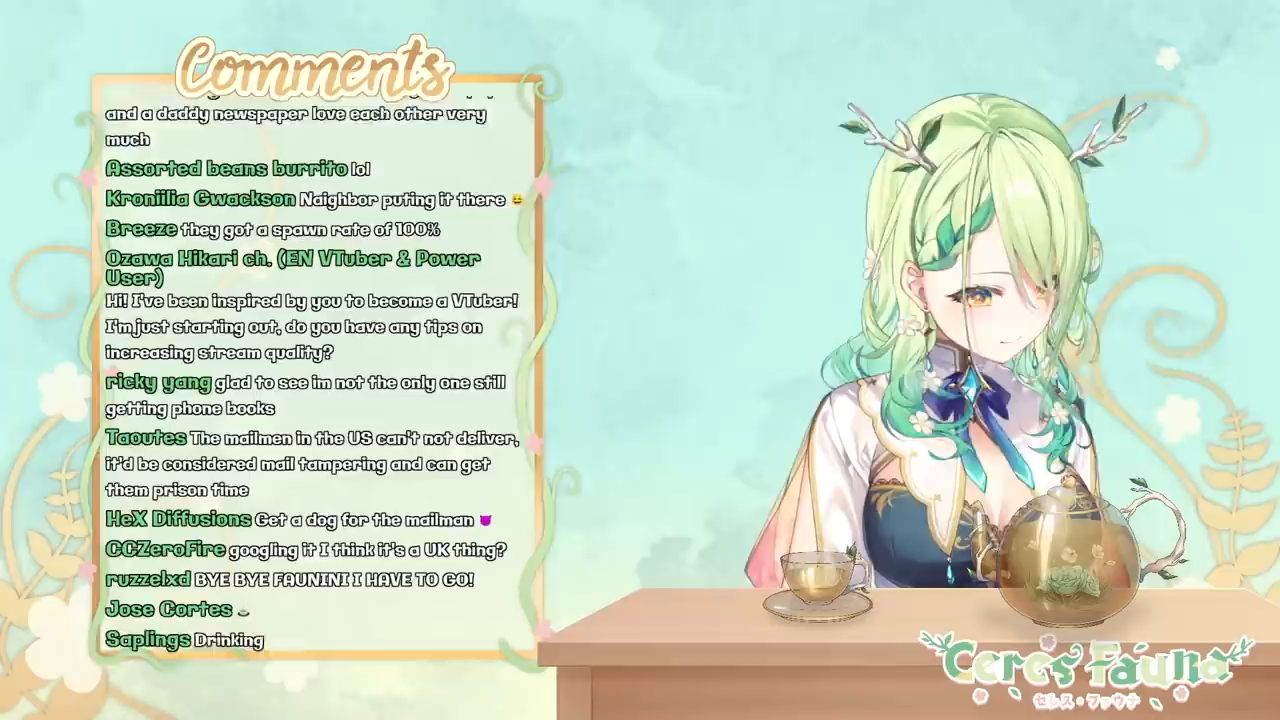 Comments
and a daddy newspaper love each other very
much
Assorted beans burrito lol
Kroniilia Gwackson Naighbor puting it there 😆
Breeze they got a spawn rate of 100%
Ozawa Hikari ch. (EN VTuber & Power
User)
Hi! I've been inspired by you to become a VTuber!
I'm just starting out, do you have any tips on
increasing stream quality?
ricky yang glad to see im not the only one still
getting phone books
Taoutes The mailmen in the US can't not deliver,
it'd be considered mail tampering and can get
them prison time
HeX Diffusions Get a dog for the mailman 😈
CCZeroFire googling it I think it's a UK thing?
ruzzelxd BYE BYE FAUNINI I HAVE TO GO!
Jose Cortes 🍵
Saplings Drinking
Ceres Fauna
セレス・ファウナ